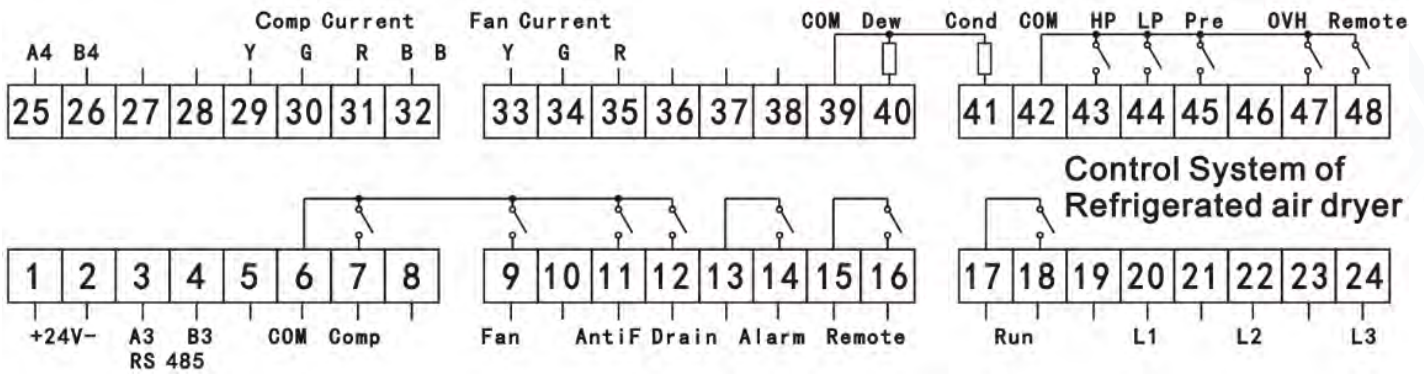 Comp Current Fan Current COM Dew Cond COM HP LP Pre OVH Remote
A4 B4 Y G R B B Y G R
25 26 27 28 29 30 31 32 33 34 35 36 37 38 39 40 41 42 43 44 45 46 47 48
Control System of
Refrigerated air dryer
1 2 3 4 5 6 7 8 9 10 11 12 13 14 15 16 17 18 19 20 21 22 23 24
+24V- A3 B3 COM Comp Fan AntiF Drain Alarm Remote Run L1 L2 L3
RS 485